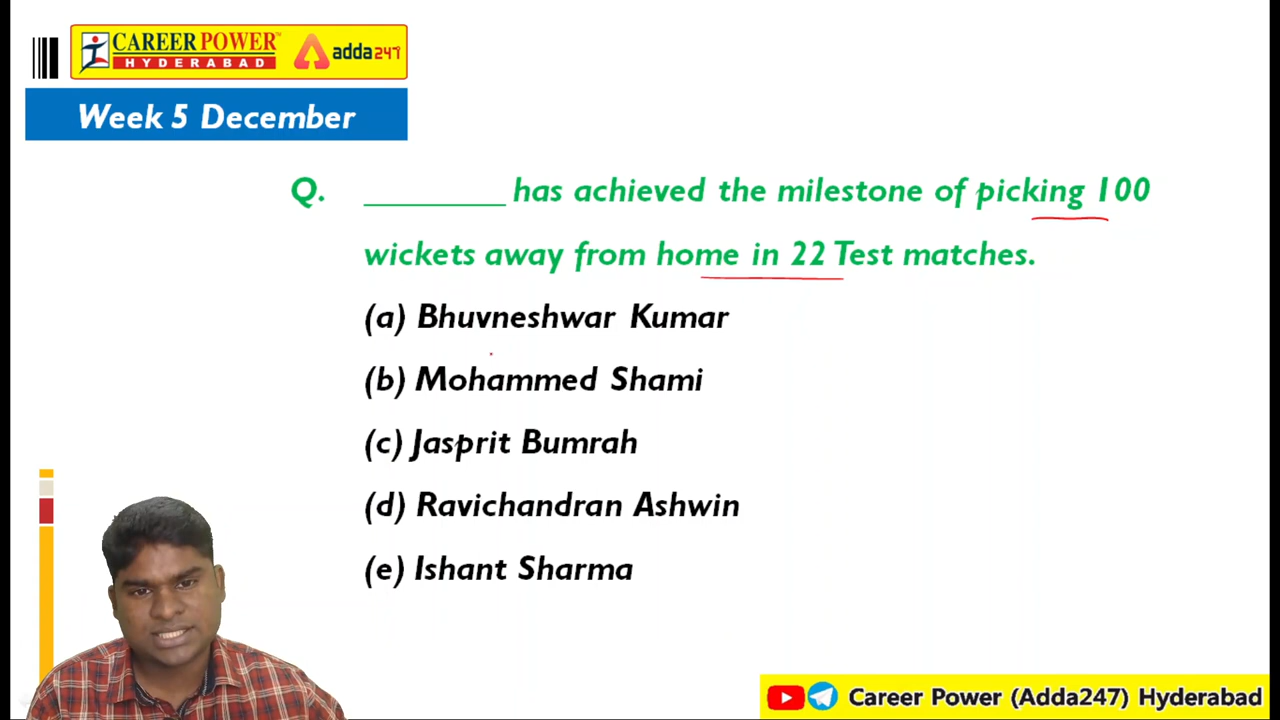 CAREER POWER
HYDERABAD
adda247
Week 5 December
Q. ________ has achieved the milestone of picking 100
wickets away from home in 22 Test matches.
(a) Bhuvneshwar Kumar
(b) Mohammed Shami
(c) Jasprit Bumrah
(d) Ravichandran Ashwin
(e) Ishant Sharma
Career Power (Adda247) Hyderabad